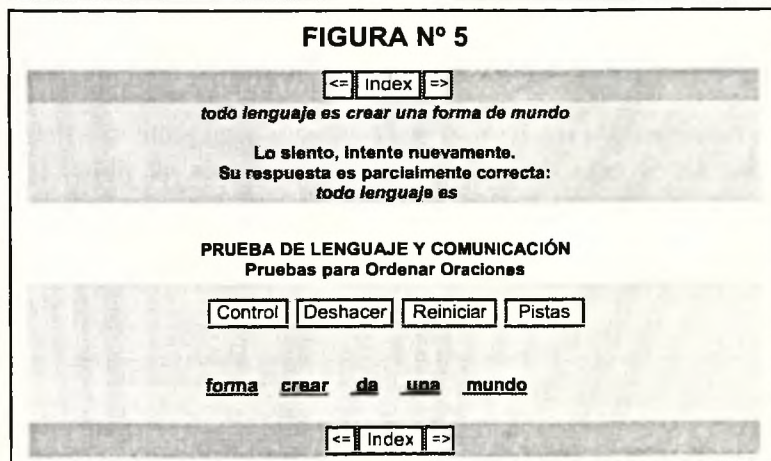 FIGURA Nº 5
<= Index =>
todo lenguaje es crear una forma de mundo
Lo siento, intente nuevamente.
Su respuesta es parcialmente correcta:
todo lenguaje es
PRUEBA DE LENGUAJE Y COMUNICACIÓN
Pruebas para Ordenar Oraciones
Control Deshacer Reiniciar Pistas
forma crear da una mundo
<= Index =>